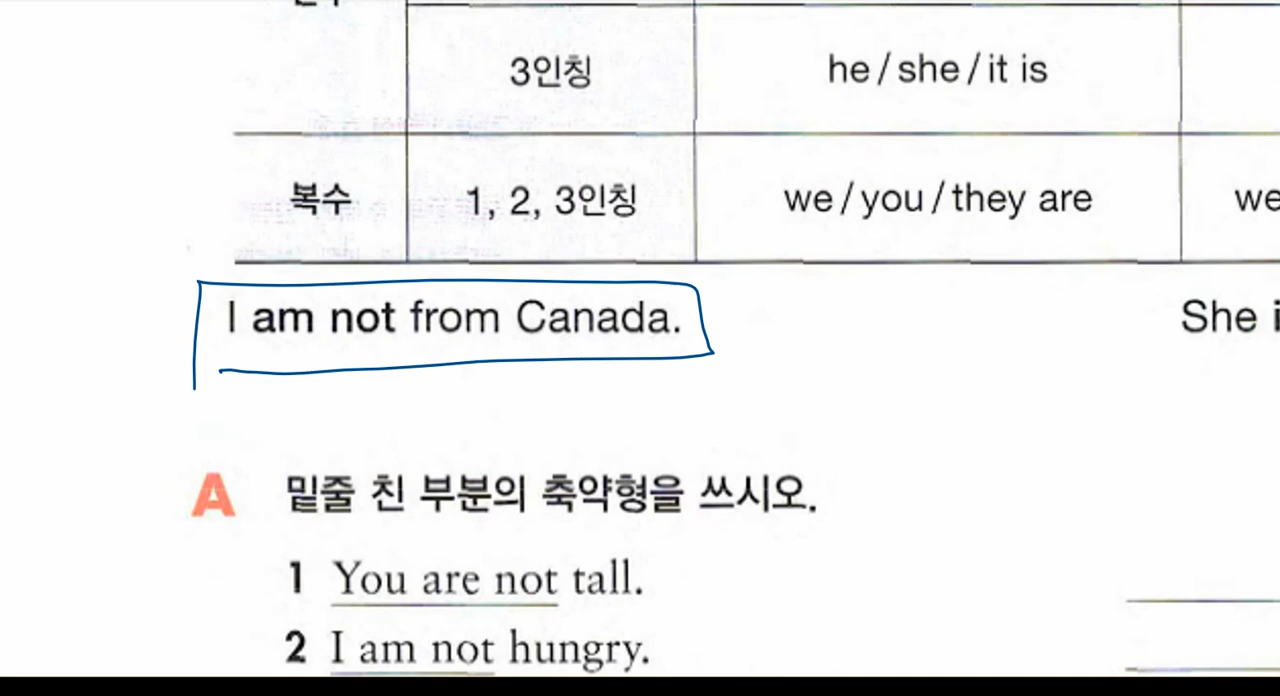 3인칭 he / she / it is
복수 1, 2, 3인칭 we / you / they are we
I am not from Canada. She i
A 밑줄 친 부분의 축약형을 쓰시오.
1 You are not tall.
2 I am not hungry.